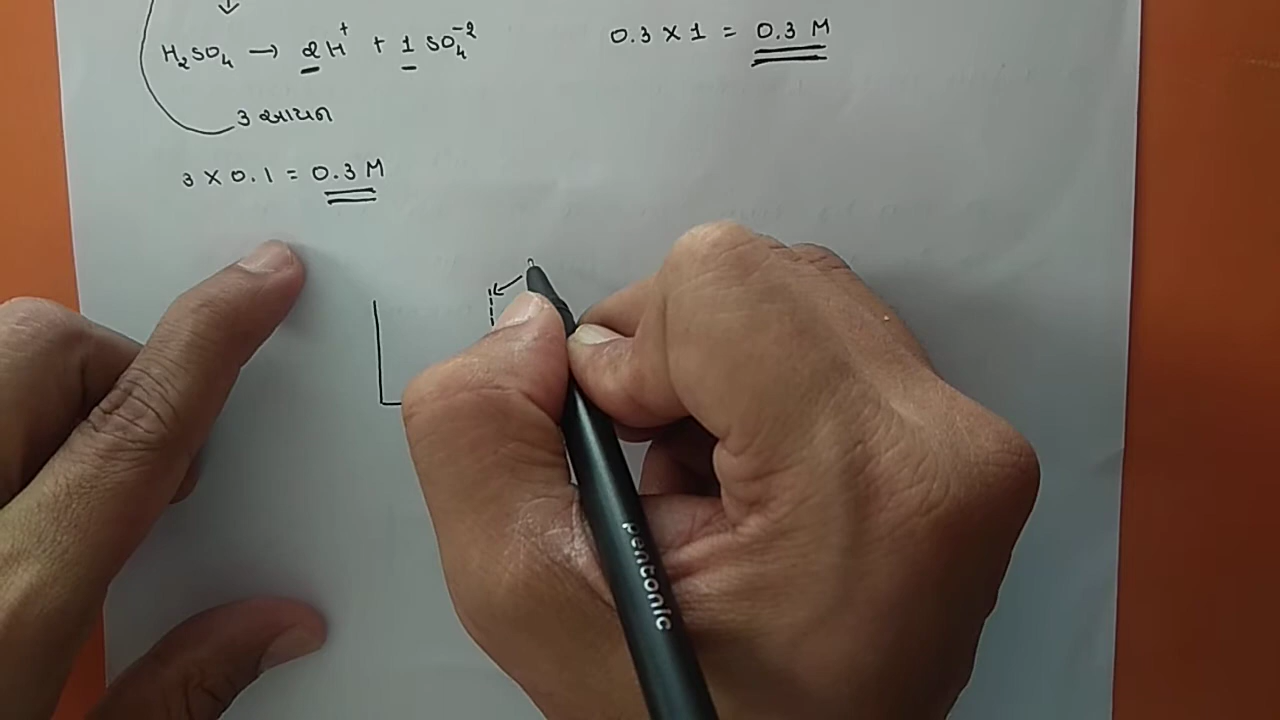 H₂SO₄ → 2H⁺ + 1 SO₄⁻² 0.3 X 1 = 0.3 M
3 આયન
3 X 0.1 = 0.3 M
pentonic